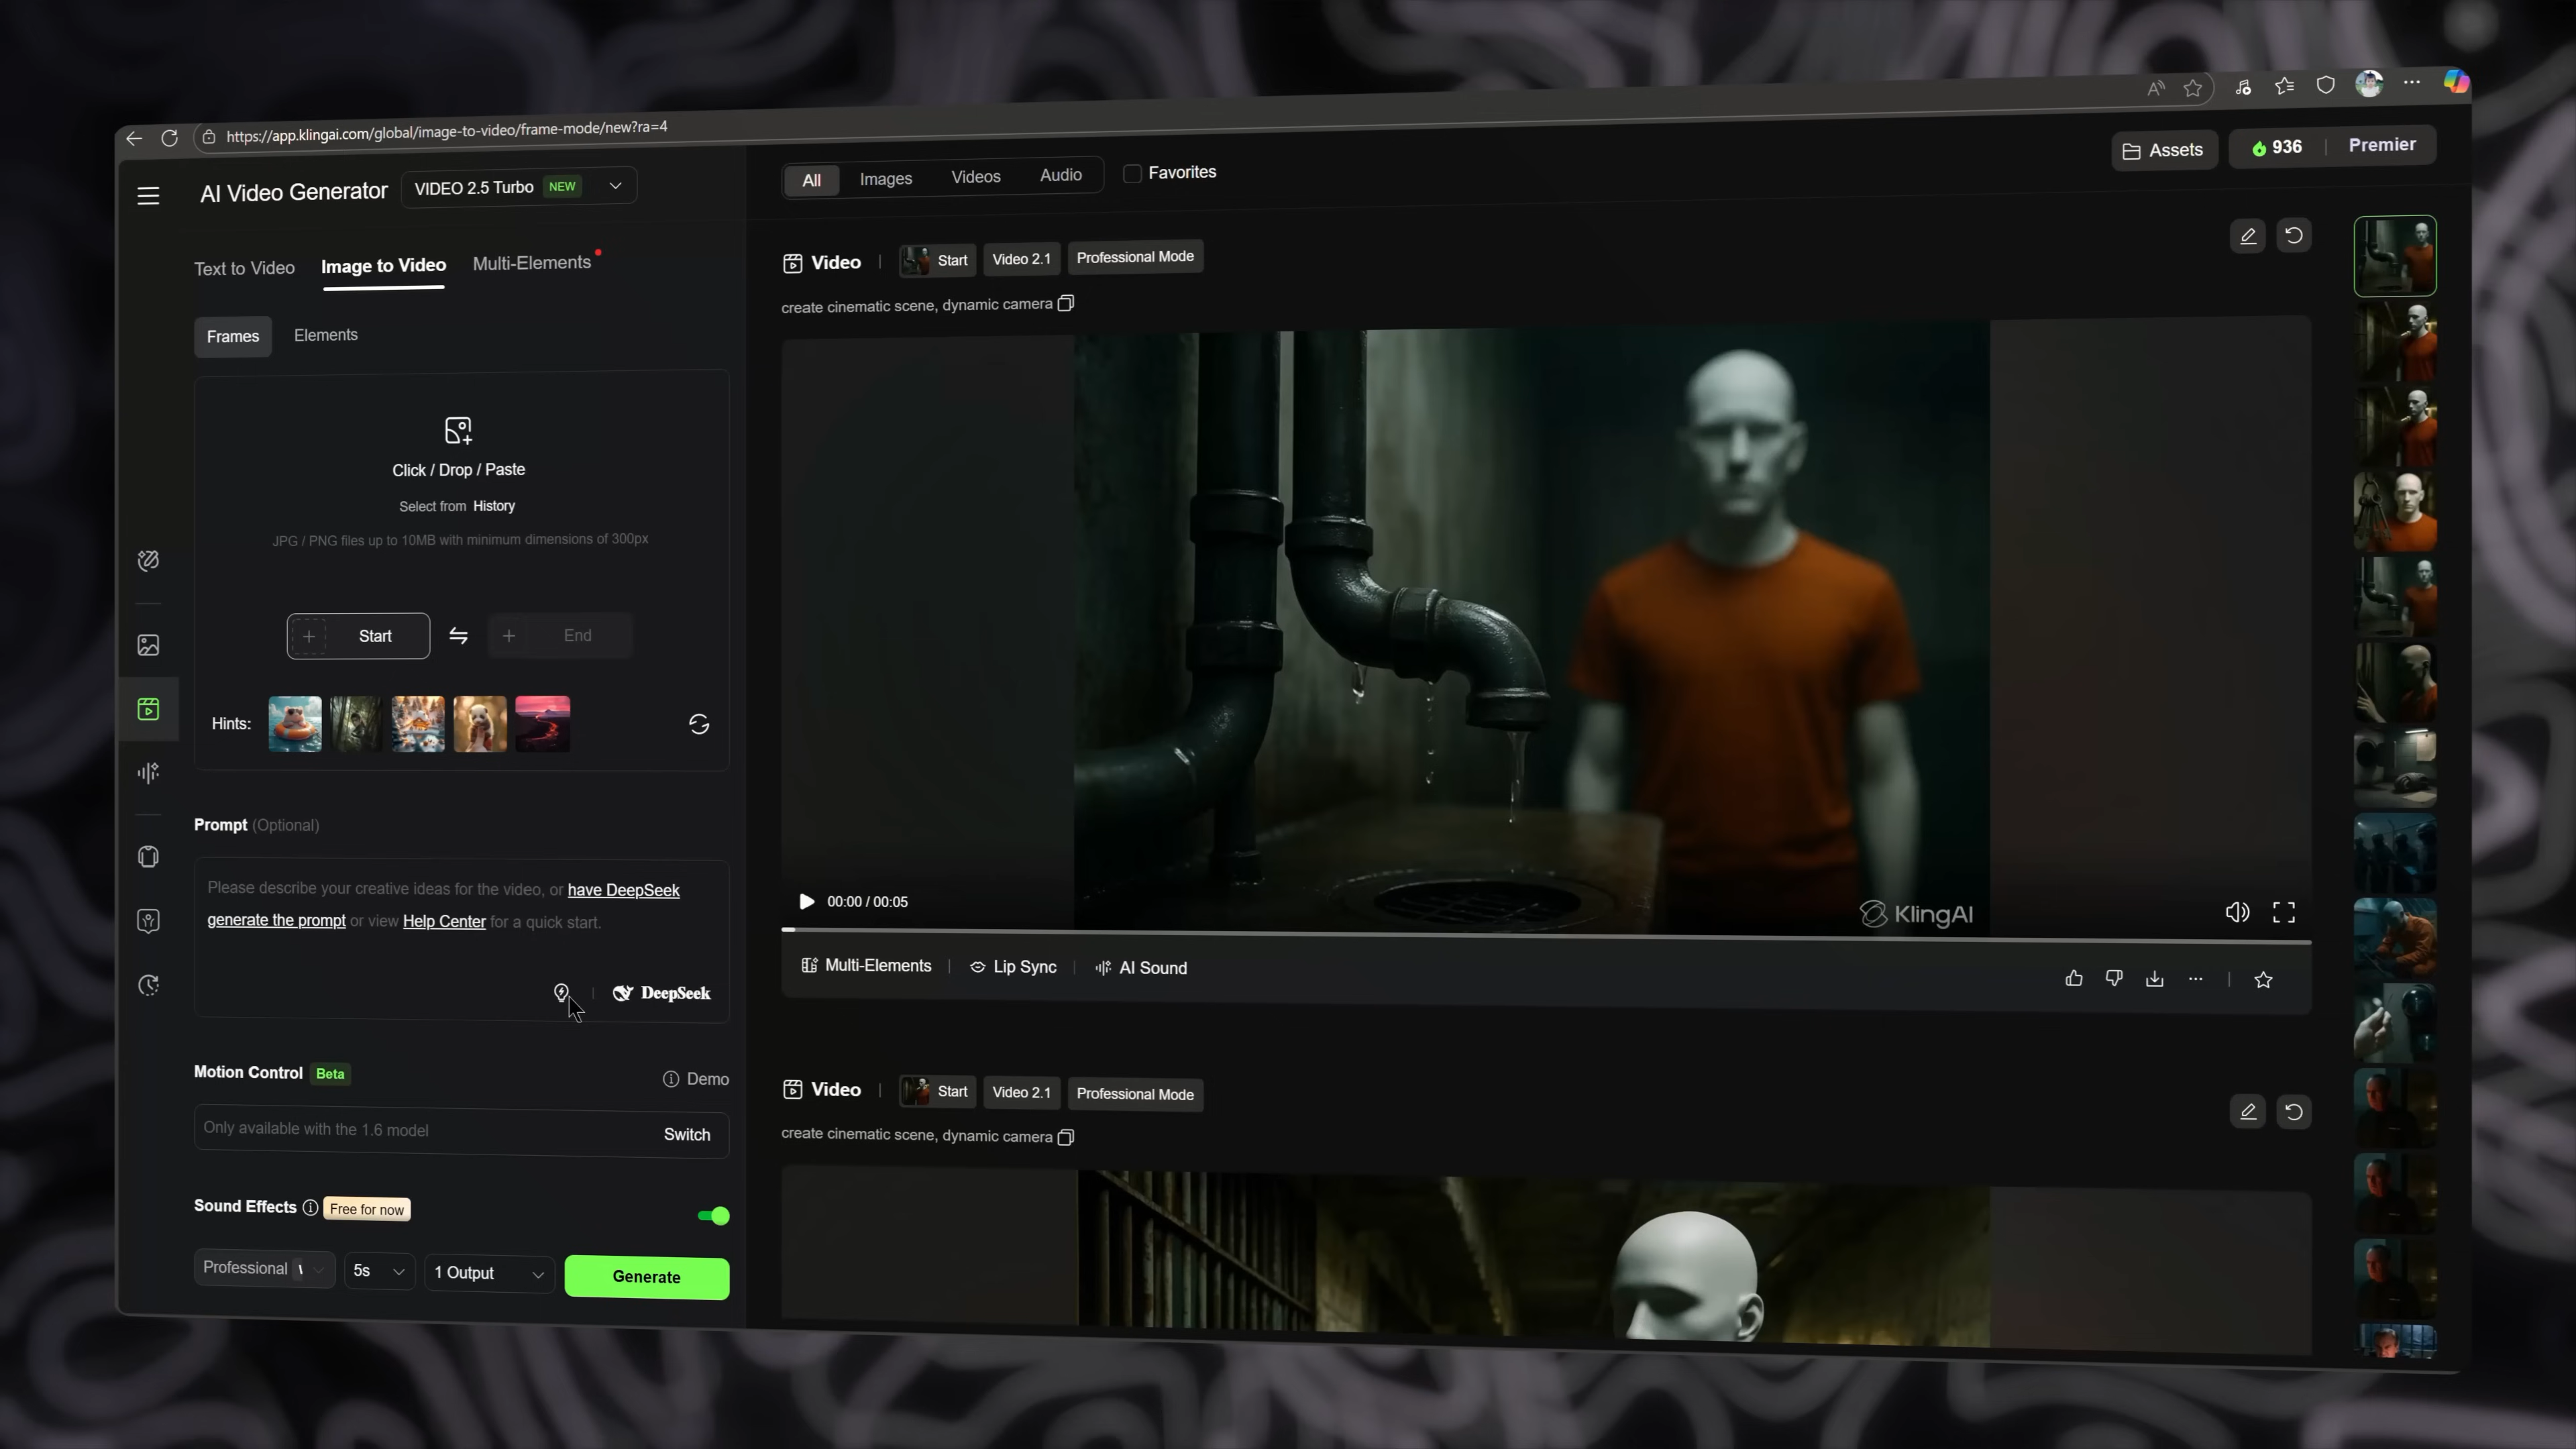 https://app.klingai.com/global/image-to-video/frame-mode/new?ra=4
AI Video Generator
VIDEO 2.5 Turbo NEW
Text to Video
Image to Video
Multi-Elements
Frames
Elements
Click / Drop / Paste
Select from History
JPG / PNG files up to 10MB with minimum dimensions of 300px
Start
End
Hints:
Prompt (Optional)
Please describe your creative ideas for the video, or have DeepSeek
generate the prompt or view Help Center for a quick start.
DeepSeek
Motion Control Beta
Demo
Only available with the 1.6 model
Switch
Sound Effects Free for now
Professional
5s
1 Output
Generate
All
Images
Videos
Audio
Favorites
Assets
936
Premier
Video
Start
Video 2.1
Professional Mode
create cinematic scene, dynamic camera
00:00 / 00:05
KlingAI
Multi-Elements
Lip Sync
AI Sound
Video
Start
Video 2.1
Professional Mode
create cinematic scene, dynamic camera